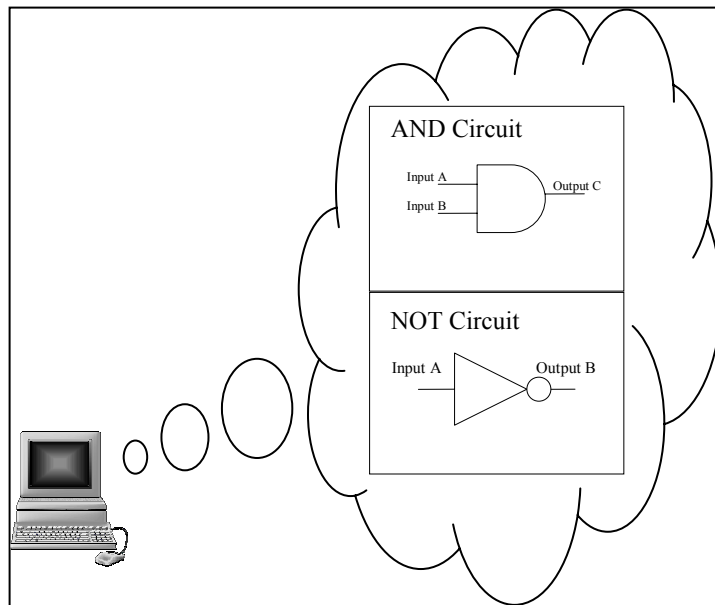 AND Circuit
Input A
Output C
Input B
NOT Circuit
Input A
Output B